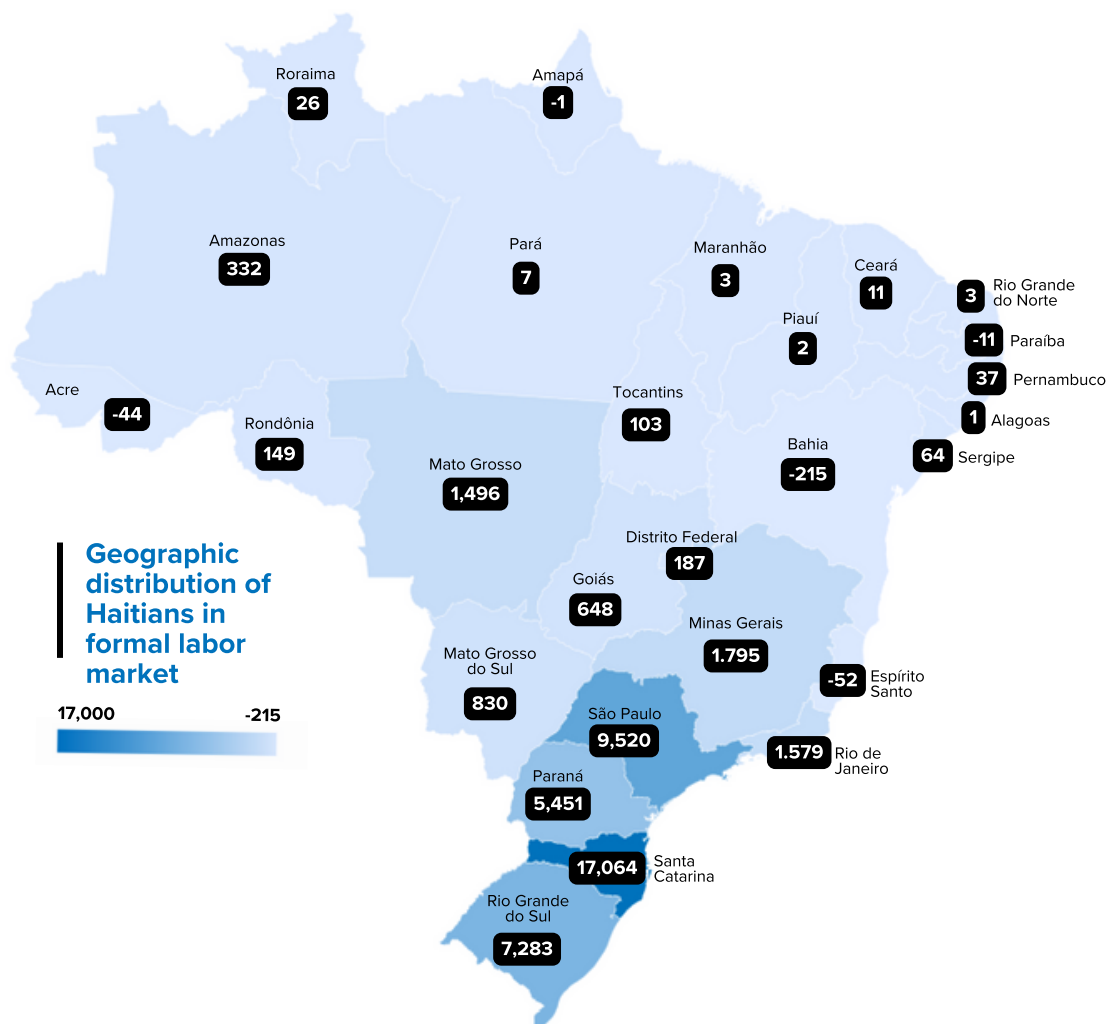 Roraima
26
Amapá
-1
Amazonas
332
Pará
7
Maranhão
3
Ceará
11
Rio Grande
do Norte
3
Piauí
2
-11 Paraíba
37 Pernambuco
1 Alagoas
64 Sergipe
Acre
-44
Rondônia
149
Tocantins
103
Bahia
-215
Mato Grosso
1,496
Distrito Federal
187
Goiás
648
Minas Gerais
1.795
Geographic
distribution of
Haitians in
formal labor
market
17,000 -215
Mato Grosso
do Sul
830
-52
Espírito
Santo
São Paulo
9,520
1.579
Rio de
Janeiro
Paraná
5,451
17,064
Santa
Catarina
Rio Grande
do Sul
7,283